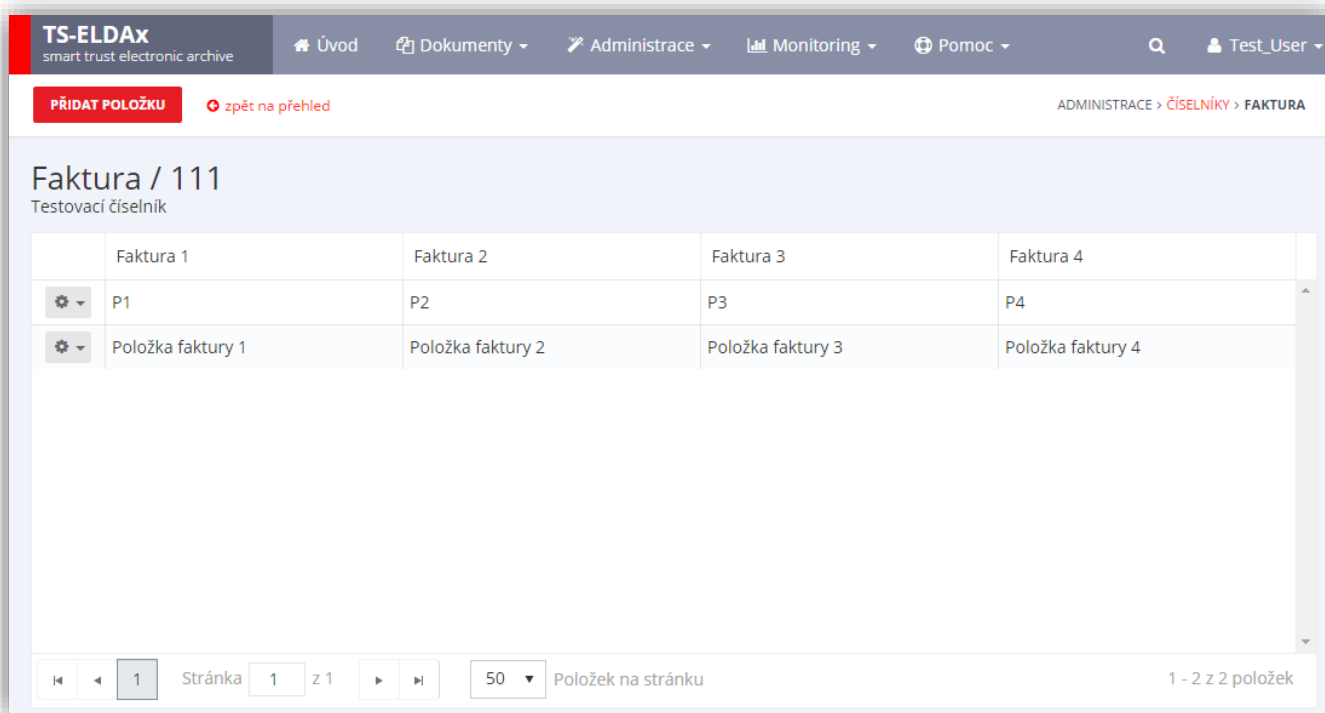 TS-ELDAx
smart trust electronic archive
Úvod Dokumenty Administrace Monitoring Pomoc Test_User
PŘIDAT POLOŽKU zpět na přehled ADMINISTRACE > ČÍSELNÍKY > FAKTURA
Faktura / 111
Testovací číselník
Faktura 1 Faktura 2 Faktura 3 Faktura 4
P1 P2 P3 P4
Položka faktury 1 Položka faktury 2 Položka faktury 3 Položka faktury 4
1 Stránka 1 z 1 50 Položek na stránku 1 - 2 z 2 položek